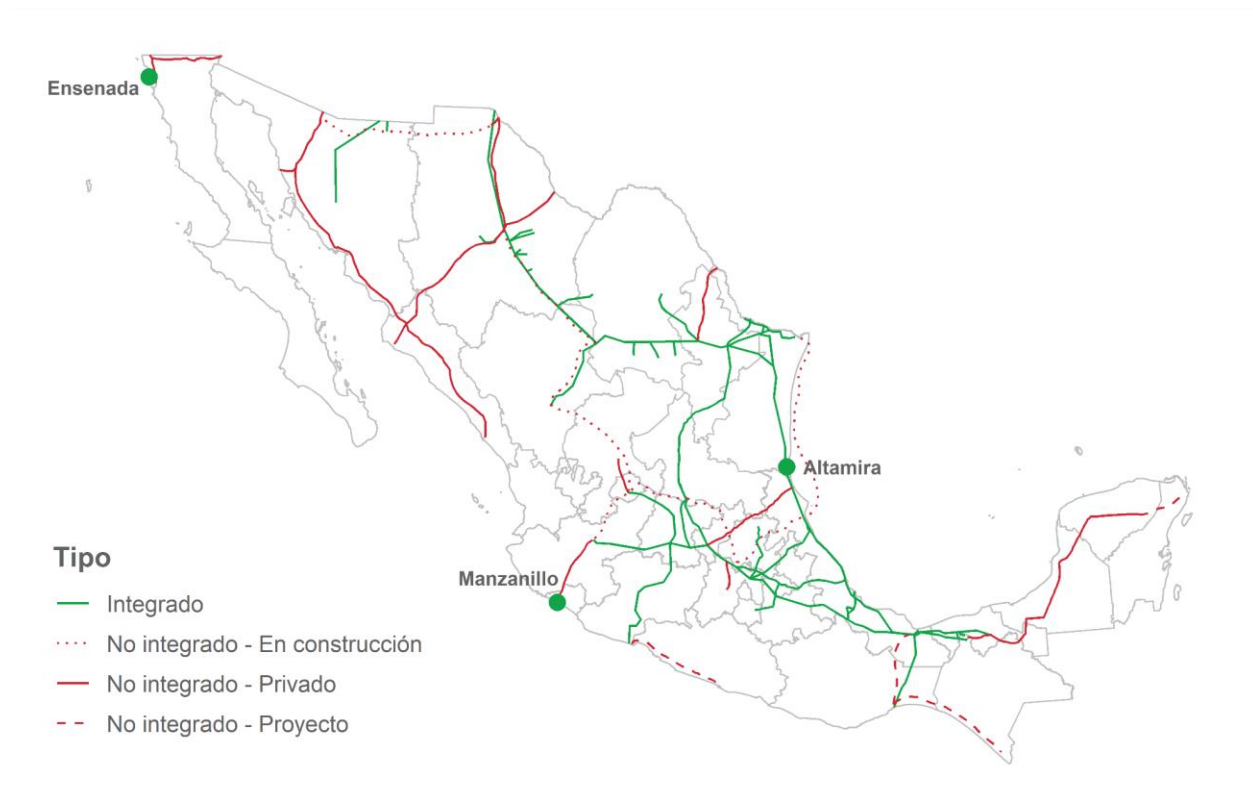 Ensenada
Altamira
Manzanillo
Tipo
Integrado
No integrado - En construcción
No integrado - Privado
No integrado - Proyecto